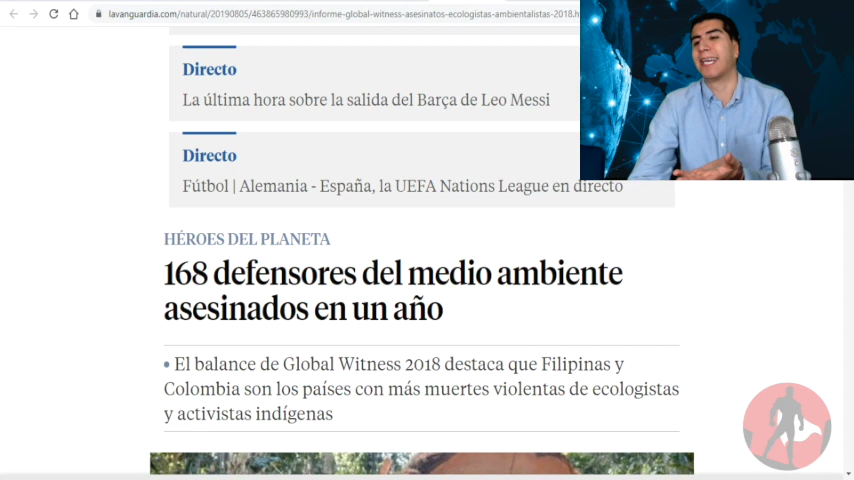 lavanguardia.com/natural/20190805/463865980993/informe-global-witness-asesinatos-ecologistas-ambientalistas-2018.h
Directo
La última hora sobre la salida del Barça de Leo Messi
Directo
Fútbol | Alemania - España, la UEFA Nations League en directo
HÉROES DEL PLANETA
168 defensores del medio ambiente
asesinados en un año
• El balance de Global Witness 2018 destaca que Filipinas y
Colombia son los países con más muertes violentas de ecologistas
y activistas indígenas